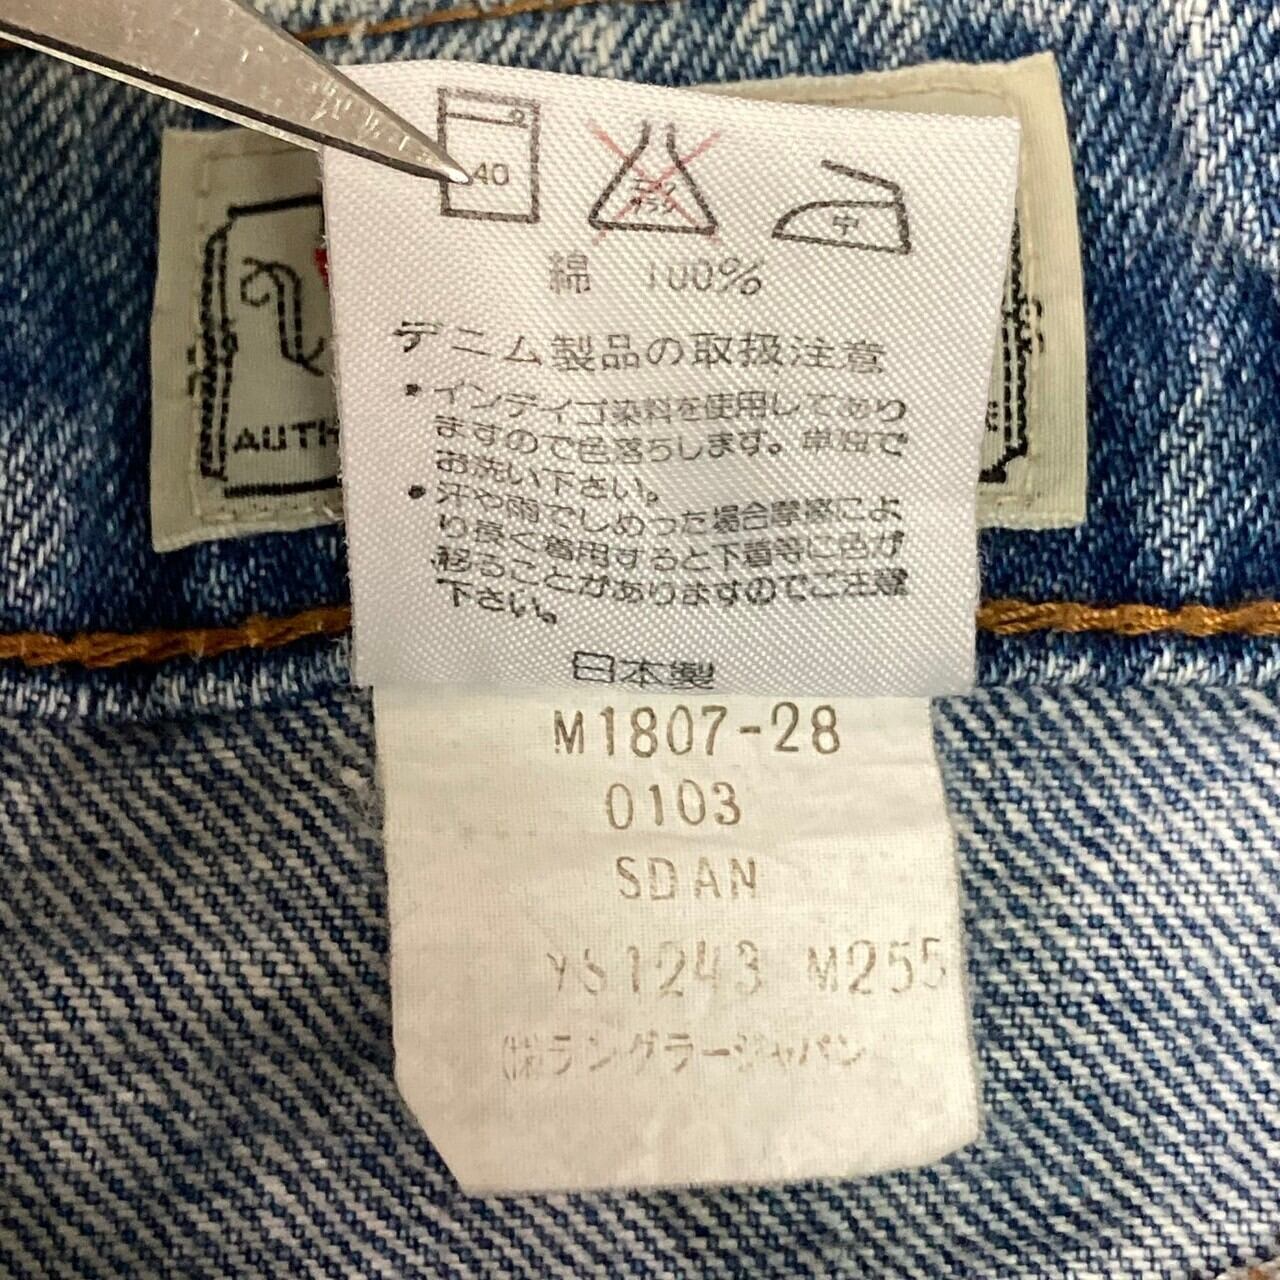 40
エンソ
サラシ
中
綿 100%
デニム製品の取扱注意
・インディゴ染料を使用してあり
ますので色落ちします。単独で
お洗い下さい。
・汗や雨でしめった場合摩擦によ
り長く着用すると下着等に色が
移ることがありますのでご注意
下さい。
日本製
M1807-28
0103
SDAN
YS1243 M255
㈱ラングラージャパン
AUTH